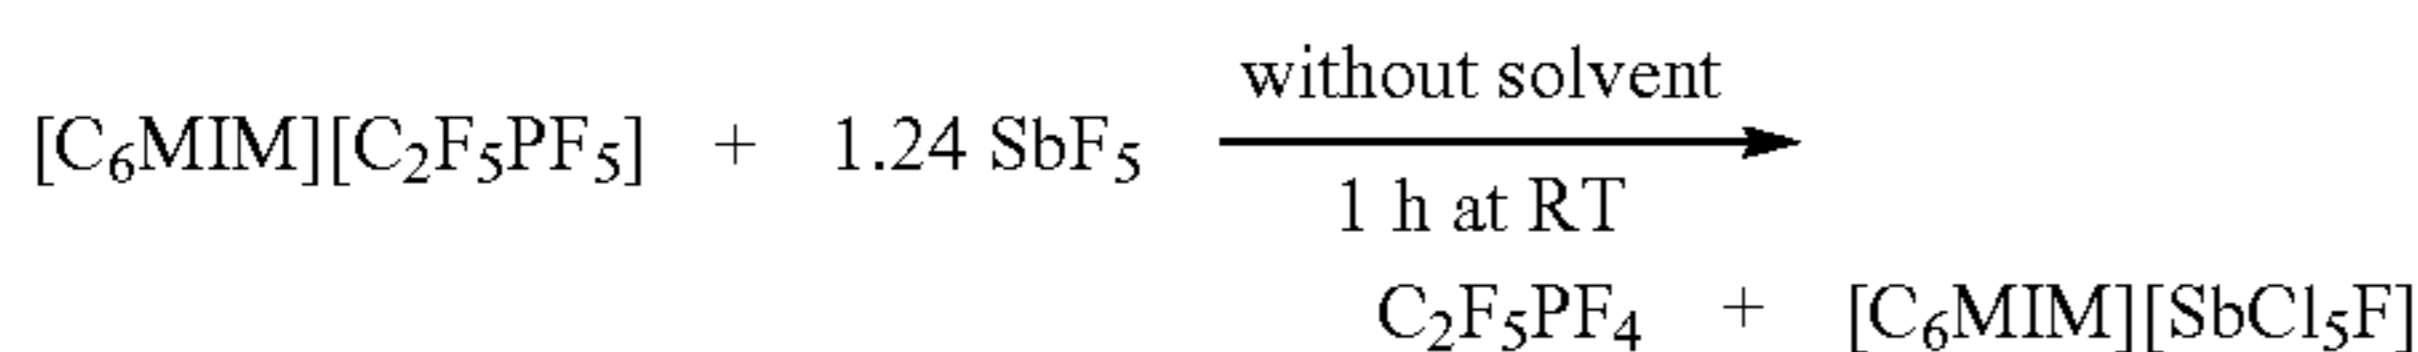 without solvent
[C₆MIM][C₂F₅PF₅] + 1.24 SbF₅
1 h at RT
C₂F₅PF₄ + [C₆MIM][SbCl₅F]